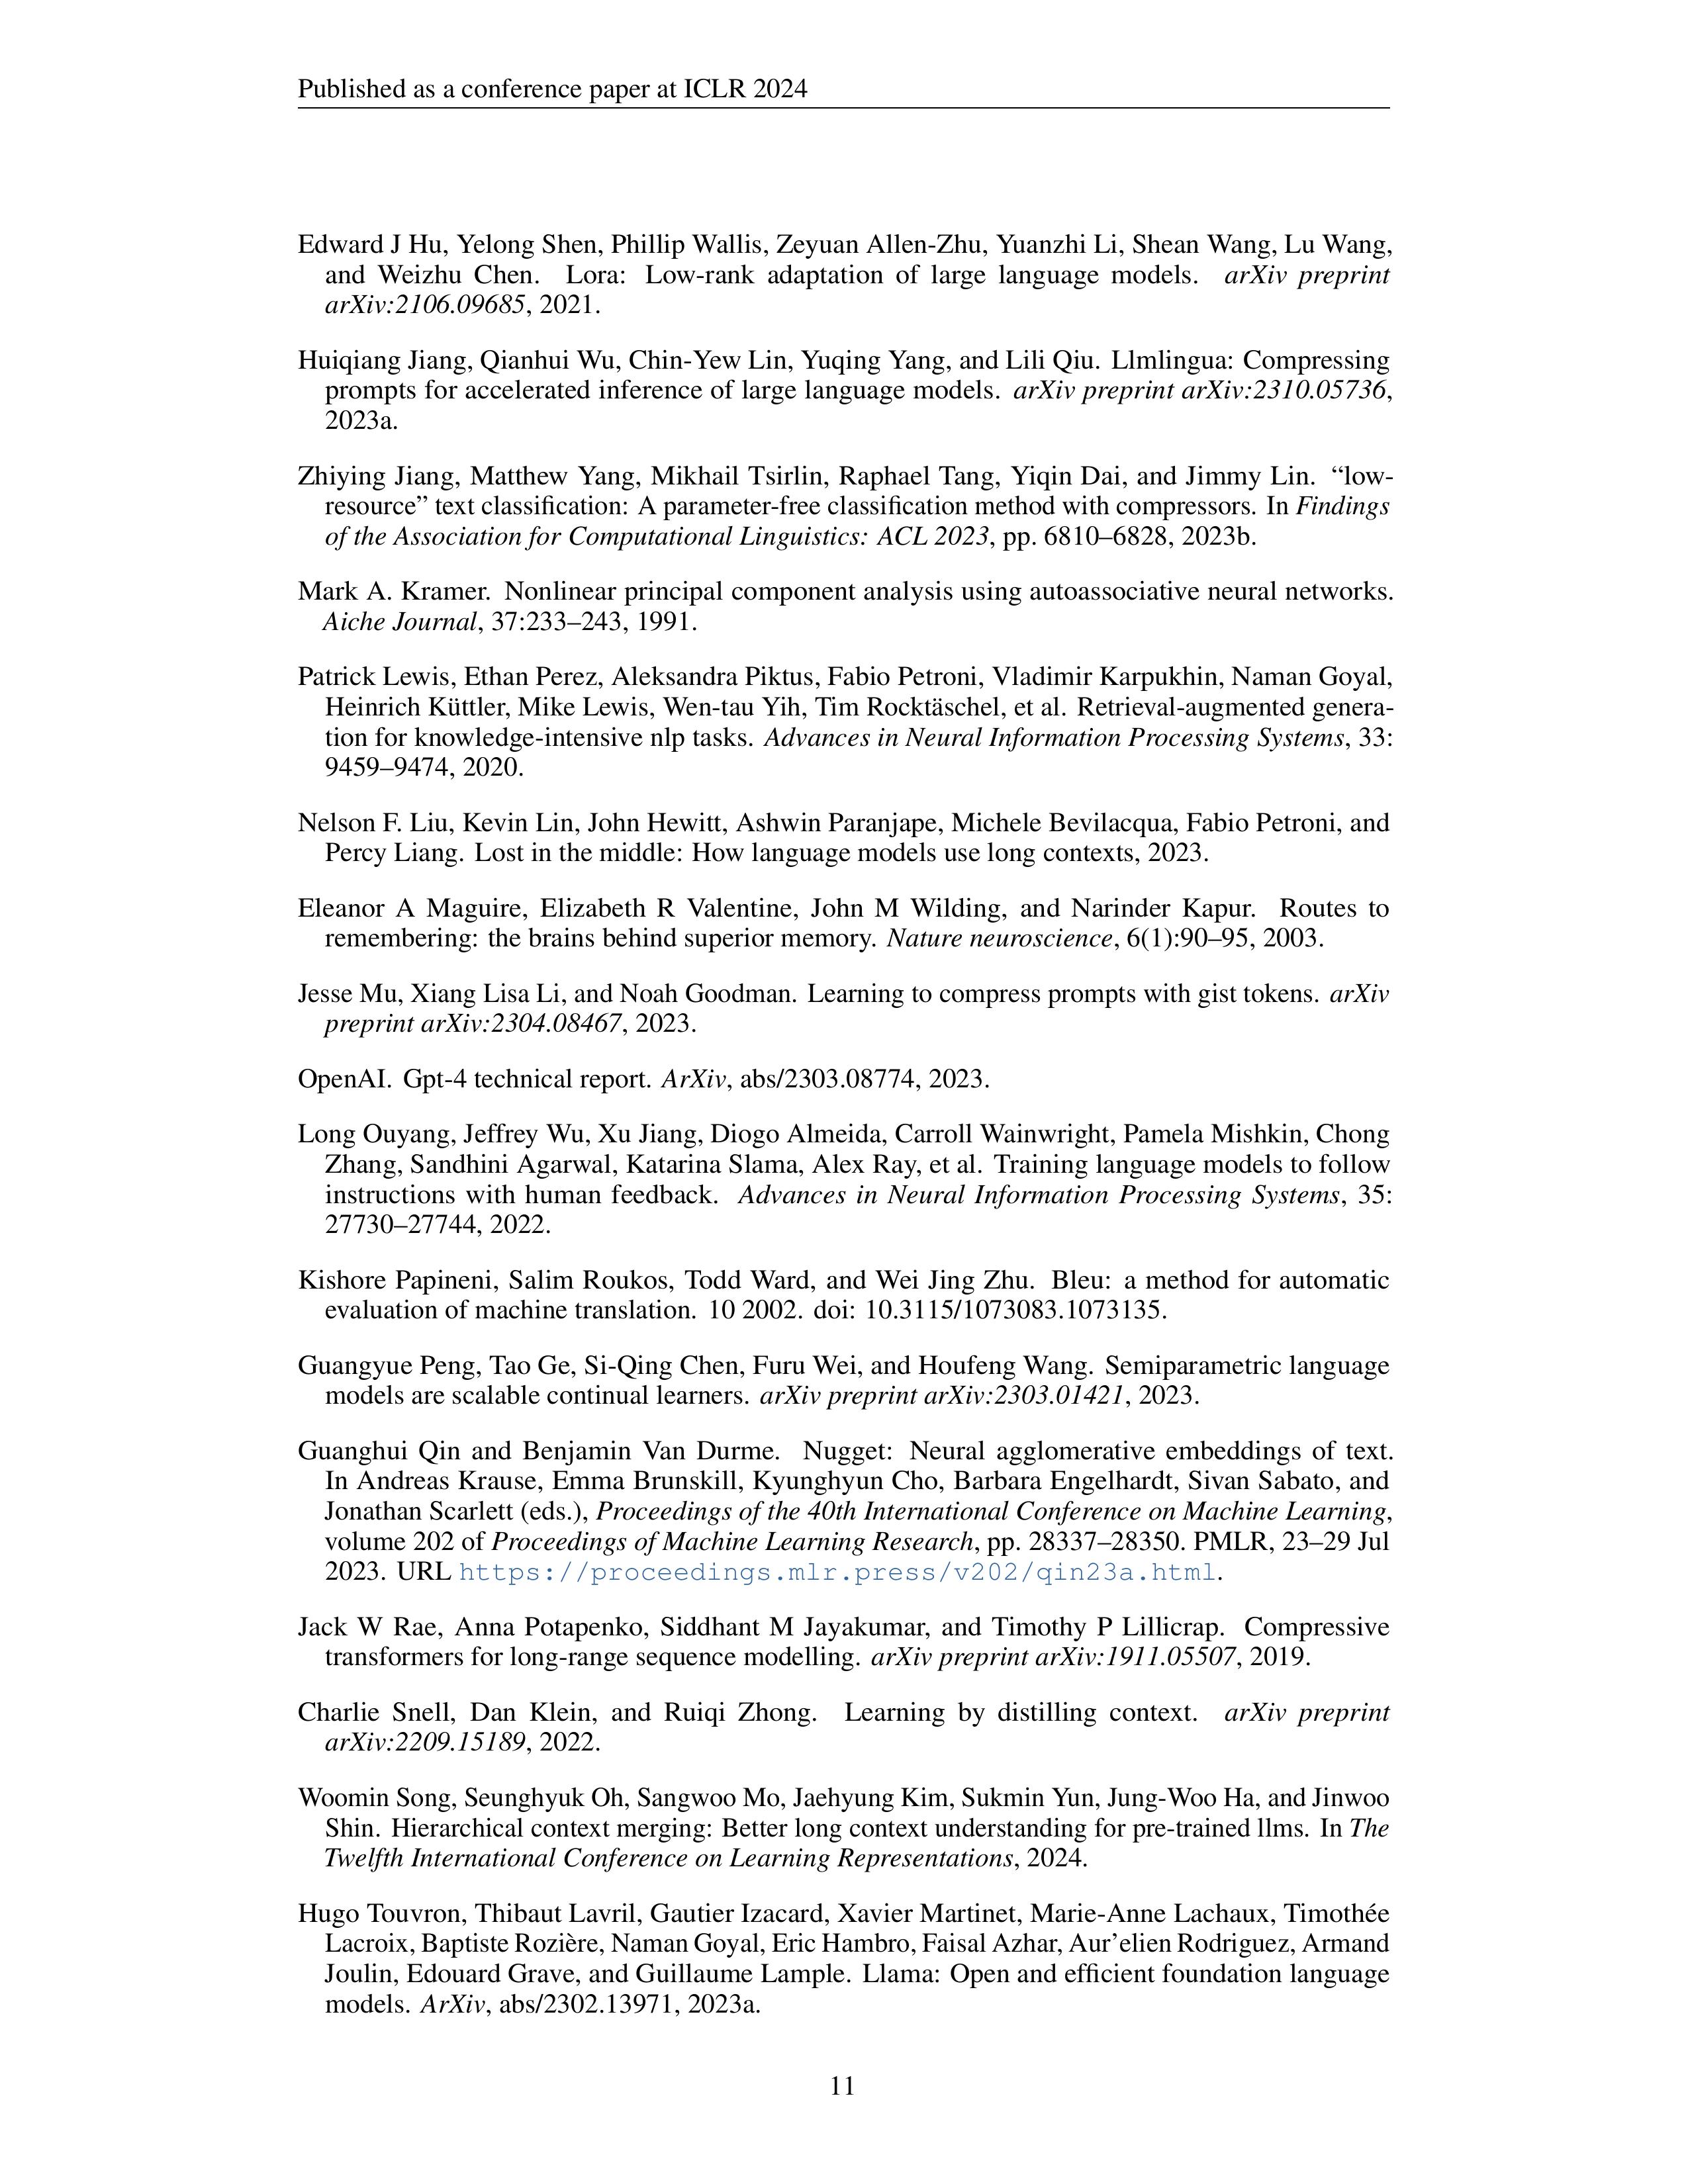 Published as a conference paper at ICLR 2024
Edward J Hu, Yelong Shen, Phillip Wallis, Zeyuan Allen-Zhu, Yuanzhi Li, Shean Wang, Lu Wang,
and Weizhu Chen. Lora: Low-rank adaptation of large language models. arXiv preprint
arXiv:2106.09685, 2021.
Huiqiang Jiang, Qianhui Wu, Chin-Yew Lin, Yuqing Yang, and Lili Qiu. Llmlingua: Compressing
prompts for accelerated inference of large language models. arXiv preprint arXiv:2310.05736,
2023a.
Zhiying Jiang, Matthew Yang, Mikhail Tsirlin, Raphael Tang, Yiqin Dai, and Jimmy Lin. “low-
resource” text classification: A parameter-free classification method with compressors. In Findings
of the Association for Computational Linguistics: ACL 2023, pp. 6810–6828, 2023b.
Mark A. Kramer. Nonlinear principal component analysis using autoassociative neural networks.
Aiche Journal, 37:233–243, 1991.
Patrick Lewis, Ethan Perez, Aleksandra Piktus, Fabio Petroni, Vladimir Karpukhin, Naman Goyal,
Heinrich Küttler, Mike Lewis, Wen-tau Yih, Tim Rocktäschel, et al. Retrieval-augmented genera-
tion for knowledge-intensive nlp tasks. Advances in Neural Information Processing Systems, 33:
9459–9474, 2020.
Nelson F. Liu, Kevin Lin, John Hewitt, Ashwin Paranjape, Michele Bevilacqua, Fabio Petroni, and
Percy Liang. Lost in the middle: How language models use long contexts, 2023.
Eleanor A Maguire, Elizabeth R Valentine, John M Wilding, and Narinder Kapur. Routes to
remembering: the brains behind superior memory. Nature neuroscience, 6(1):90–95, 2003.
Jesse Mu, Xiang Lisa Li, and Noah Goodman. Learning to compress prompts with gist tokens. arXiv
preprint arXiv:2304.08467, 2023.
OpenAI. Gpt-4 technical report. ArXiv, abs/2303.08774, 2023.
Long Ouyang, Jeffrey Wu, Xu Jiang, Diogo Almeida, Carroll Wainwright, Pamela Mishkin, Chong
Zhang, Sandhini Agarwal, Katarina Slama, Alex Ray, et al. Training language models to follow
instructions with human feedback. Advances in Neural Information Processing Systems, 35:
27730–27744, 2022.
Kishore Papineni, Salim Roukos, Todd Ward, and Wei Jing Zhu. Bleu: a method for automatic
evaluation of machine translation. 10 2002. doi: 10.3115/1073083.1073135.
Guangyue Peng, Tao Ge, Si-Qing Chen, Furu Wei, and Houfeng Wang. Semiparametric language
models are scalable continual learners. arXiv preprint arXiv:2303.01421, 2023.
Guanghui Qin and Benjamin Van Durme. Nugget: Neural agglomerative embeddings of text.
In Andreas Krause, Emma Brunskill, Kyunghyun Cho, Barbara Engelhardt, Sivan Sabato, and
Jonathan Scarlett (eds.), Proceedings of the 40th International Conference on Machine Learning,
volume 202 of Proceedings of Machine Learning Research, pp. 28337–28350. PMLR, 23–29 Jul
2023. URL https://proceedings.mlr.press/v202/qin23a.html.
Jack W Rae, Anna Potapenko, Siddhant M Jayakumar, and Timothy P Lillicrap. Compressive
transformers for long-range sequence modelling. arXiv preprint arXiv:1911.05507, 2019.
Charlie Snell, Dan Klein, and Ruiqi Zhong. Learning by distilling context. arXiv preprint
arXiv:2209.15189, 2022.
Woomin Song, Seunghyuk Oh, Sangwoo Mo, Jaehyung Kim, Sukmin Yun, Jung-Woo Ha, and Jinwoo
Shin. Hierarchical context merging: Better long context understanding for pre-trained llms. In The
Twelfth International Conference on Learning Representations, 2024.
Hugo Touvron, Thibaut Lavril, Gautier Izacard, Xavier Martinet, Marie-Anne Lachaux, Timothée
Lacroix, Baptiste Rozière, Naman Goyal, Eric Hambro, Faisal Azhar, Aur’elien Rodriguez, Armand
Joulin, Edouard Grave, and Guillaume Lample. Llama: Open and efficient foundation language
models. ArXiv, abs/2302.13971, 2023a.
11